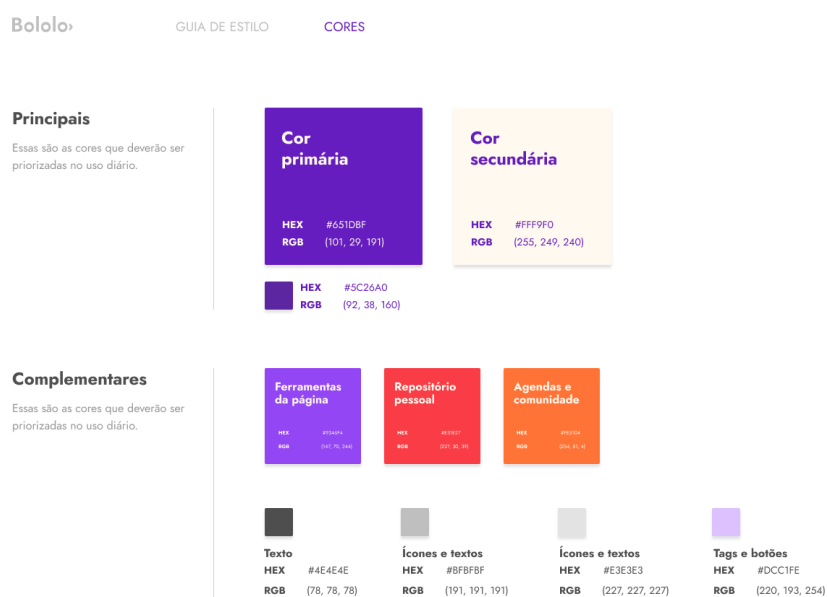 Bololo›
GUIA DE ESTILO
CORES
Principais
Essas são as cores que deverão ser
priorizadas no uso diário.
Cor
primária
HEX #651DBF
RGB (101, 29, 191)
Cor
secundária
HEX #FFF9F0
RGB (255, 249, 240)
HEX #5C26A0
RGB (92, 38, 160)
Complementares
Essas são as cores que deverão ser
priorizadas no uso diário.
Ferramentas
da página
HEX #9346F4
RGB (147, 70, 244)
Repositório
pessoal
HEX
RGB
Agendas e
comunidade
HEX
RGB
Texto
HEX #4E4E4E
RGB (78, 78, 78)
Ícones e textos
HEX #BFBFBF
RGB (191, 191, 191)
Ícones e textos
HEX #E3E3E3
RGB (227, 227, 227)
Tags e botões
HEX #DCC1FE
RGB (220, 193, 254)